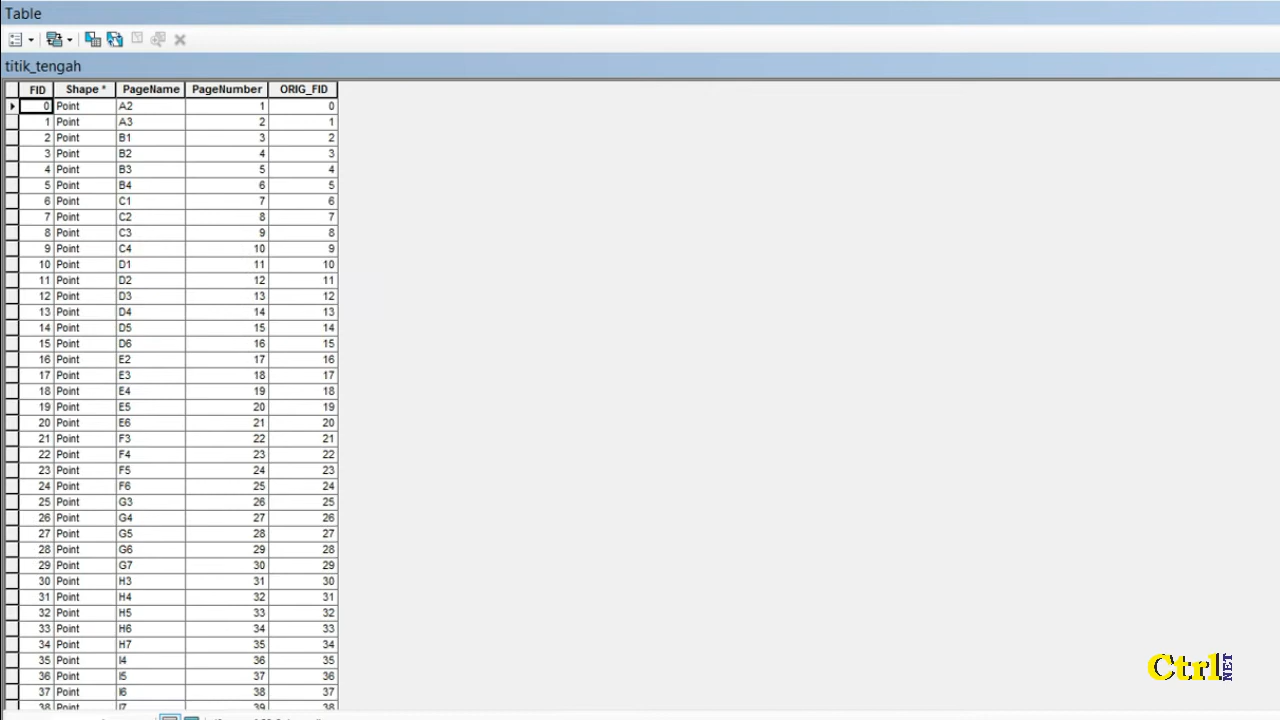 Table
titik_tengah
FID Shape * PageName PageNumber ORIG_FID
0 Point A2 1 0
1 Point A3 2 1
2 Point B1 3 2
3 Point B2 4 3
4 Point B3 5 4
5 Point B4 6 5
6 Point C1 7 6
7 Point C2 8 7
8 Point C3 9 8
9 Point C4 10 9
10 Point D1 11 10
11 Point D2 12 11
12 Point D3 13 12
13 Point D4 14 13
14 Point D5 15 14
15 Point D6 16 15
16 Point E2 17 16
17 Point E3 18 17
18 Point E4 19 18
19 Point E5 20 19
20 Point E6 21 20
21 Point F3 22 21
22 Point F4 23 22
23 Point F5 24 23
24 Point F6 25 24
25 Point G3 26 25
26 Point G4 27 26
27 Point G5 28 27
28 Point G6 29 28
29 Point G7 30 29
30 Point H3 31 30
31 Point H4 32 31
32 Point H5 33 32
33 Point H6 34 33
34 Point H7 35 34
35 Point I4 36 35
36 Point I5 37 36
37 Point I6 38 37
38 Point I7 39 38
Ctrl NET